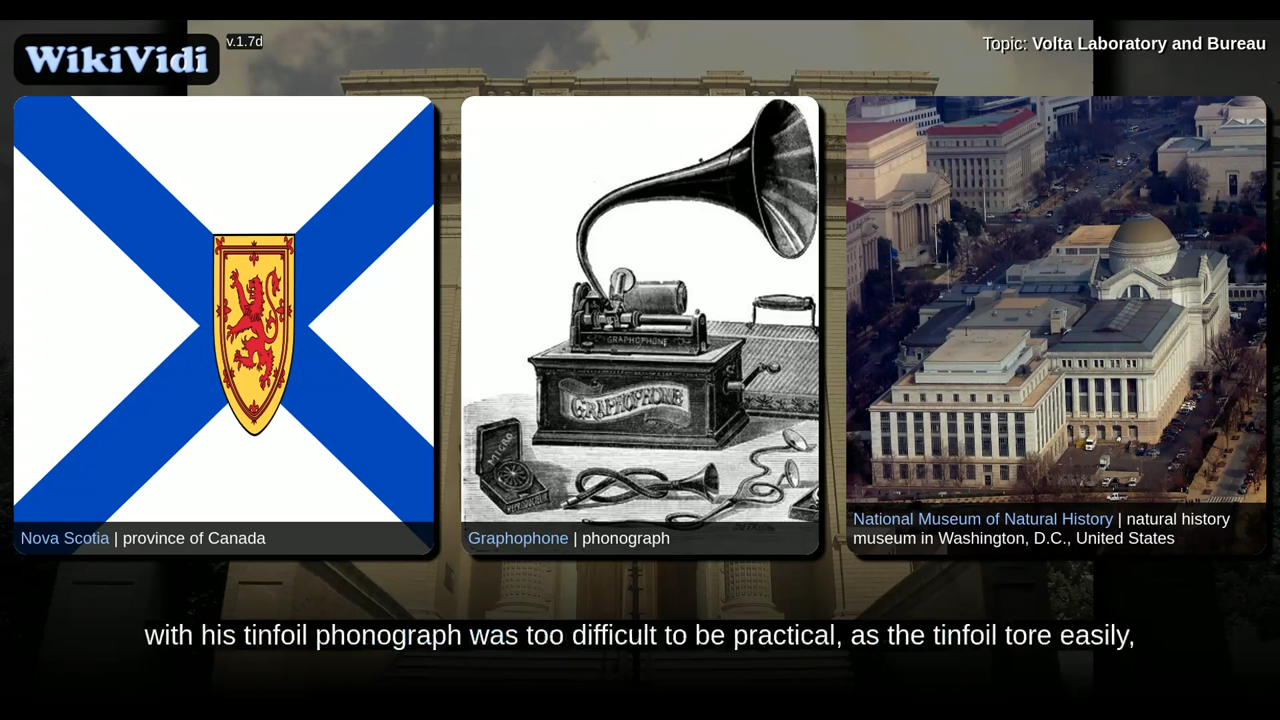 WikiVidi
v.1.7d
Topic: Volta Laboratory and Bureau
GRAPHOPHONE
GRAPHOPHONE
MICRO
Nova Scotia | province of Canada
Graphophone | phonograph
National Museum of Natural History | natural history
museum in Washington, D.C., United States
with his tinfoil phonograph was too difficult to be practical, as the tinfoil tore easily,